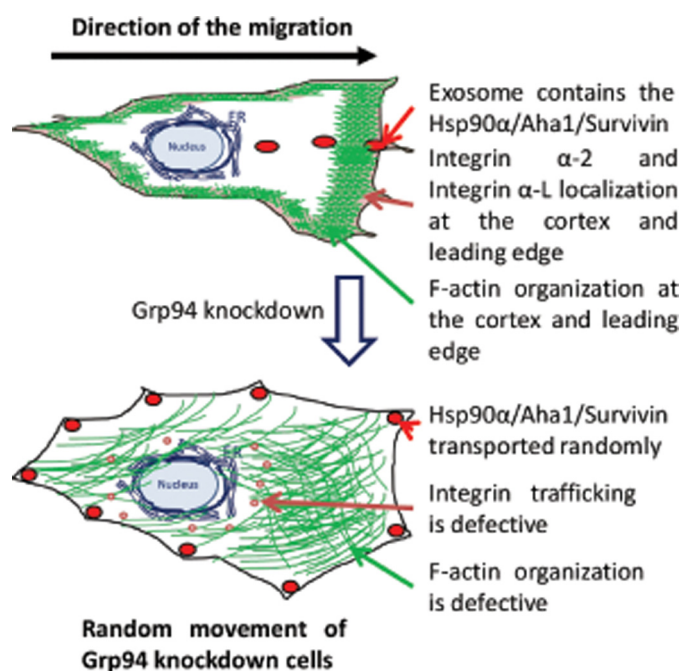 Direction of the migration
ER
Nucleus
Exosome contains the
Hsp90α/Aha1/Survivin
Integrin α-2 and
Integrin α-L localization
at the cortex and
leading edge
F-actin organization at
the cortex and leading
edge
Grp94 knockdown
ER
Nucleus
Hsp90α/Aha1/Survivin
transported randomly
Integrin trafficking
is defective
F-actin organization
is defective
Random movement of
Grp94 knockdown cells